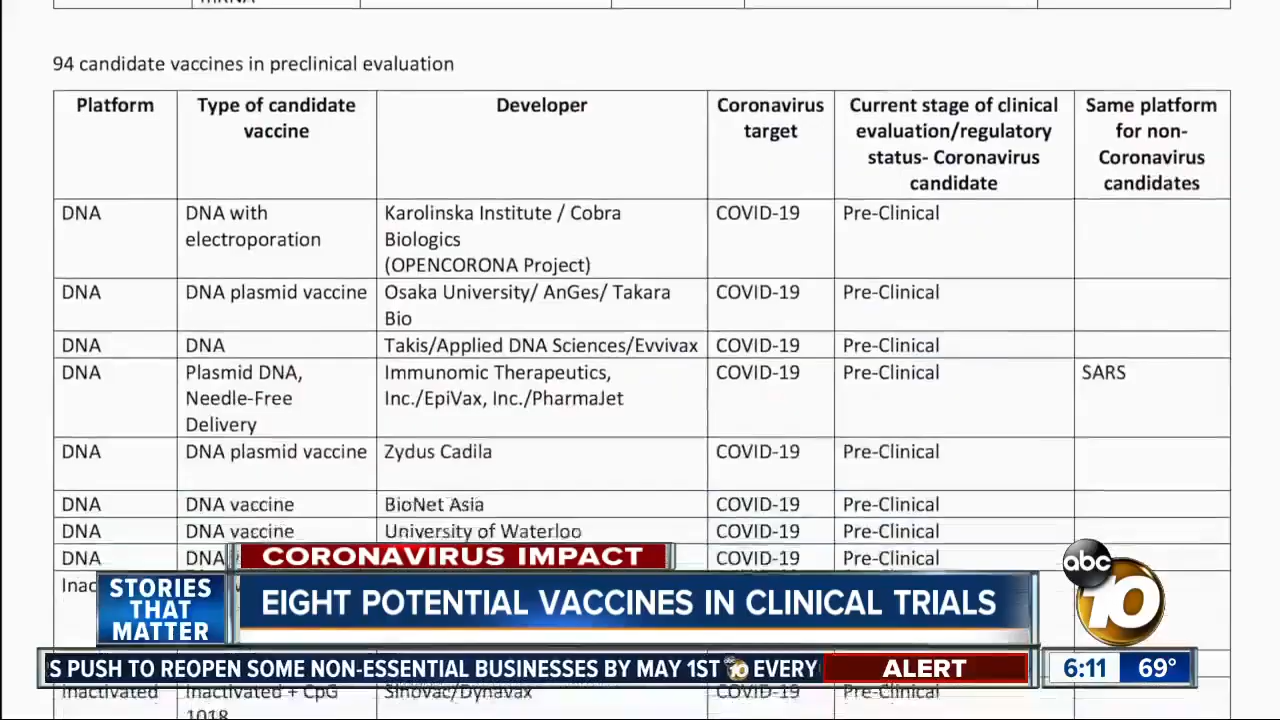 mRNA
94 candidate vaccines in preclinical evaluation
Platform
Type of candidate
vaccine
Developer
Coronavirus
target
Current stage of clinical
evaluation/regulatory
status- Coronavirus
candidate
Same platform
for non-
Coronavirus
candidates
DNA
DNA with
electroporation
Karolinska Institute / Cobra
Biologics
(OPENCORONA Project)
COVID-19
Pre-Clinical
DNA
DNA plasmid vaccine
Osaka University/ AnGes/ Takara
Bio
COVID-19
Pre-Clinical
DNA
DNA
Takis/Applied DNA Sciences/Evvivax
COVID-19
Pre-Clinical
DNA
Plasmid DNA,
Needle-Free
Delivery
Immunomic Therapeutics,
Inc./EpiVax, Inc./PharmaJet
COVID-19
Pre-Clinical
SARS
DNA
DNA plasmid vaccine
Zydus Cadila
COVID-19
Pre-Clinical
DNA
DNA vaccine
BioNet Asia
COVID-19
Pre-Clinical
DNA
DNA vaccine
University of Waterloo
COVID-19
Pre-Clinical
DNA
DNA
COVID-19
Pre-Clinical
CORONAVIRUS IMPACT
STORIES
THAT
MATTER
EIGHT POTENTIAL VACCINES IN CLINICAL TRIALS
abc
10
S PUSH TO REOPEN SOME NON-ESSENTIAL BUSINESSES BY MAY 1ST
EVERY
ALERT
6:11
69°
Inactivated
Inactivated + CpG
1018
Sinovac/Dynavax
COVID-19
Pre-Clinical